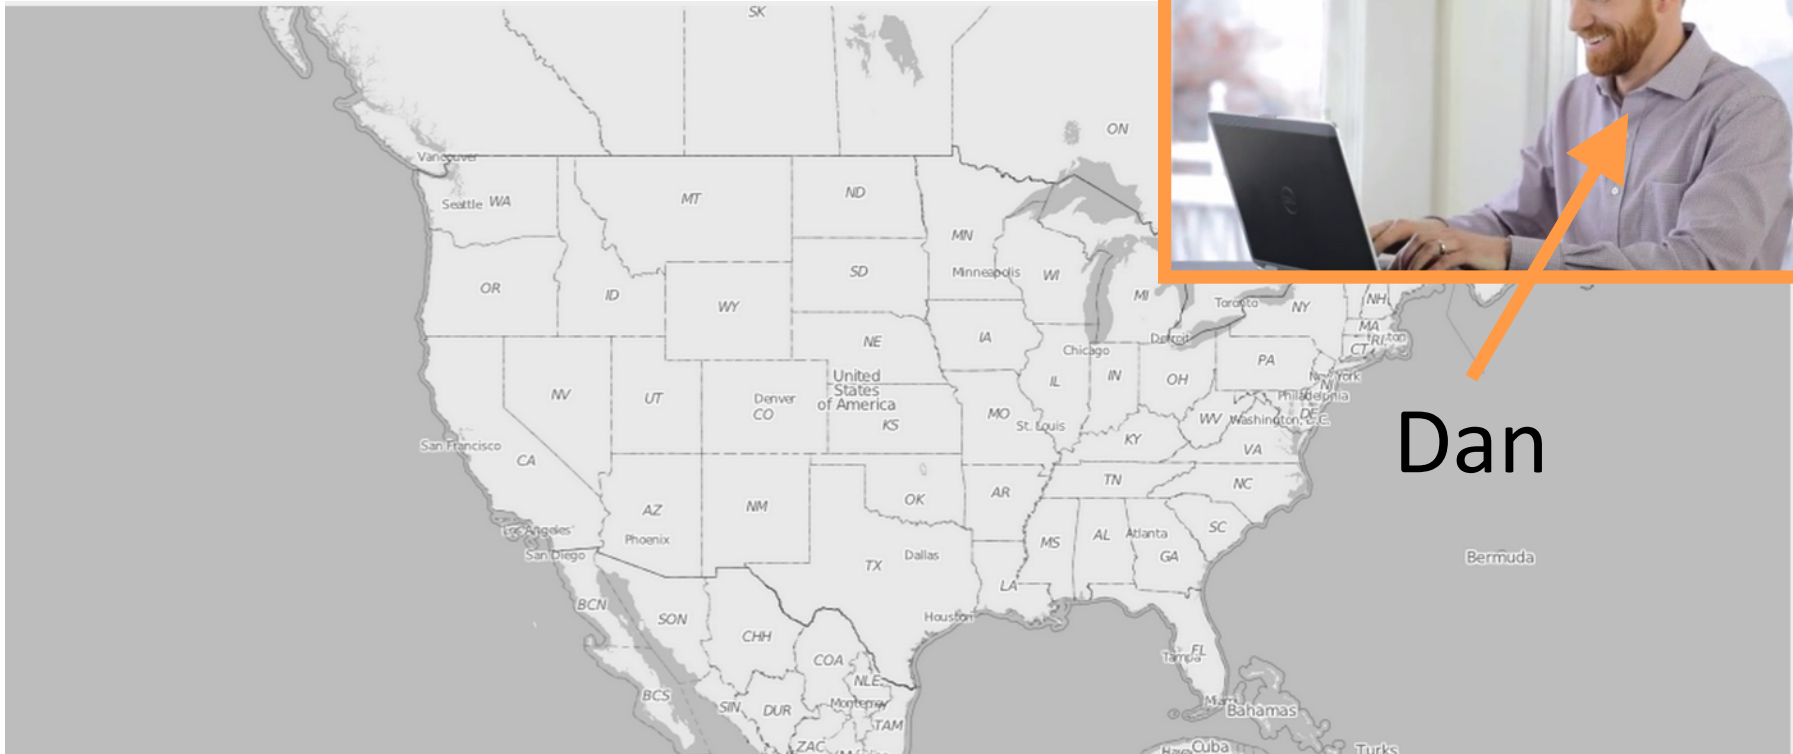 SK
ON
Vancouver
Seattle WA
MT
ND
MN
OR
ID
WY
SD
Minneapolis
WI
MI
Toronto
NY
NH
MA
RI
CT
IA
NE
Chicago
Detroit
PA
New York
NJ
Philadelphia
NV
UT
Denver
CO
United
States
of America
KS
MO
St. Louis
IL
IN
OH
WV
Washington, D.C.
DE
KY
VA
San Francisco
CA
Dan
TN
NC
AZ
NM
OK
AR
Phoenix
Los Angeles
San Diego
TX
Dallas
MS
AL
Atlanta
GA
SC
Bermuda
LA
Houston
BCN
SON
CHH
COA
NLE
Monterrey
BCS
SIN
DUR
TAM
ZAC
FL
Tampa
Miami
Bahamas
Cuba
Turks